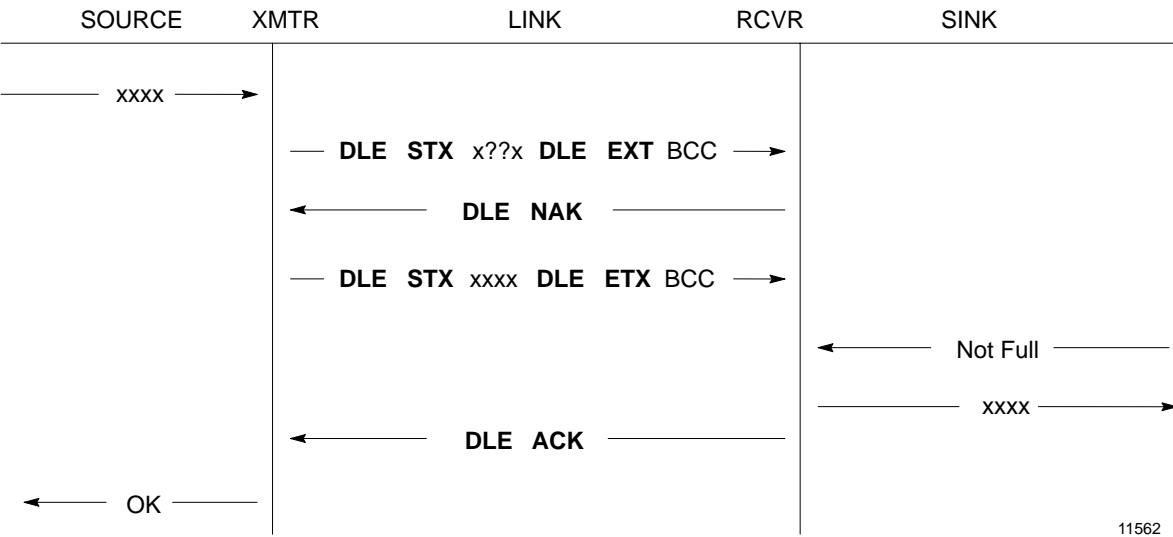 SOURCE XMTR LINK RCVR SINK
xxxx
DLE STX x??x DLE EXT BCC
DLE NAK
DLE STX xxxx DLE ETX BCC
Not Full
xxxx
DLE ACK
OK
11562